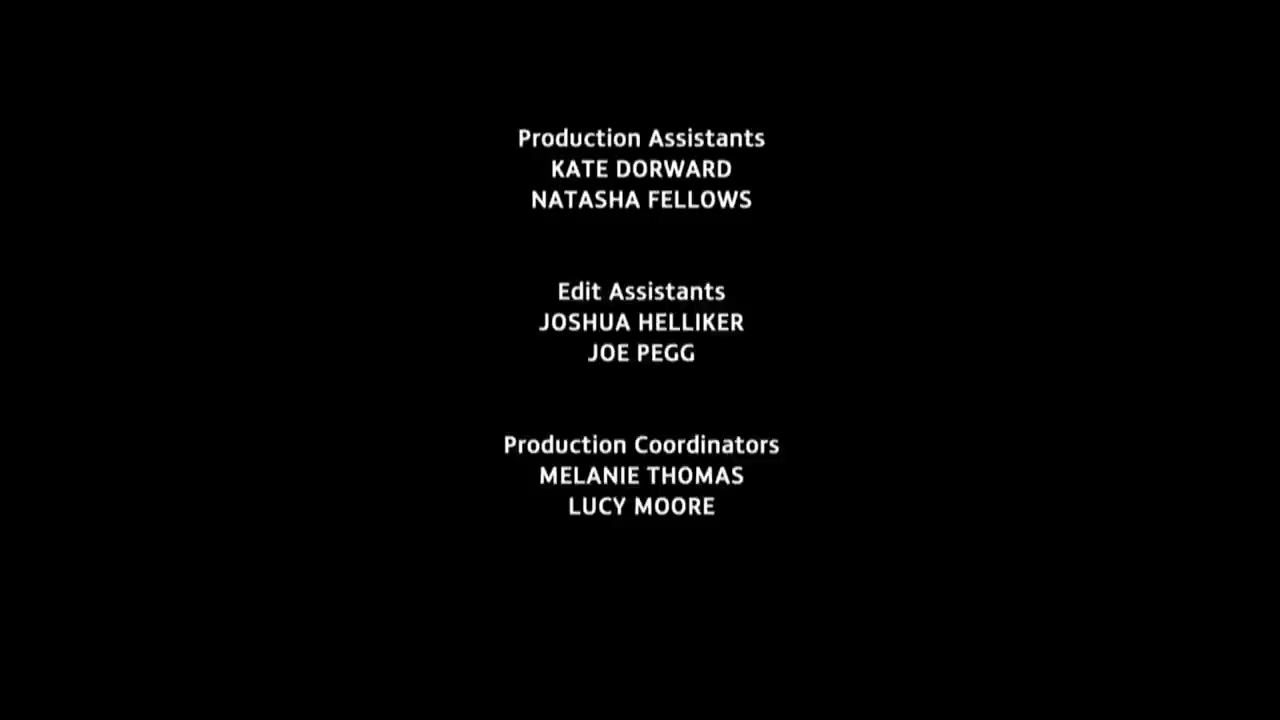 Production Assistants
KATE DORWARD
NATASHA FELLOWS
Edit Assistants
JOSHUA HELLIKER
JOE PEGG
Production Coordinators
MELANIE THOMAS
LUCY MOORE